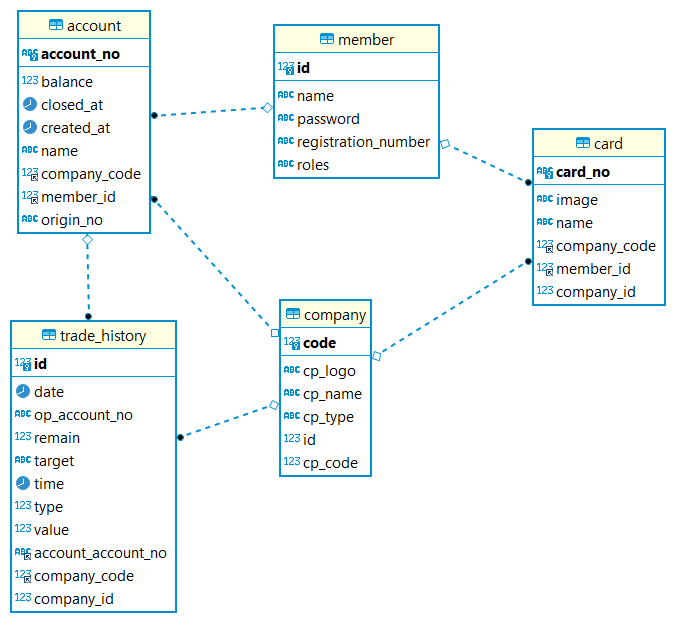 account
account_no
balance
closed_at
created_at
name
company_code
member_id
origin_no
member
id
name
password
registration_number
roles
card
card_no
image
name
company_code
member_id
company_id
company
code
cp_logo
cp_name
cp_type
id
cp_code
trade_history
id
date
op_account_no
remain
target
time
type
value
account_account_no
company_code
company_id